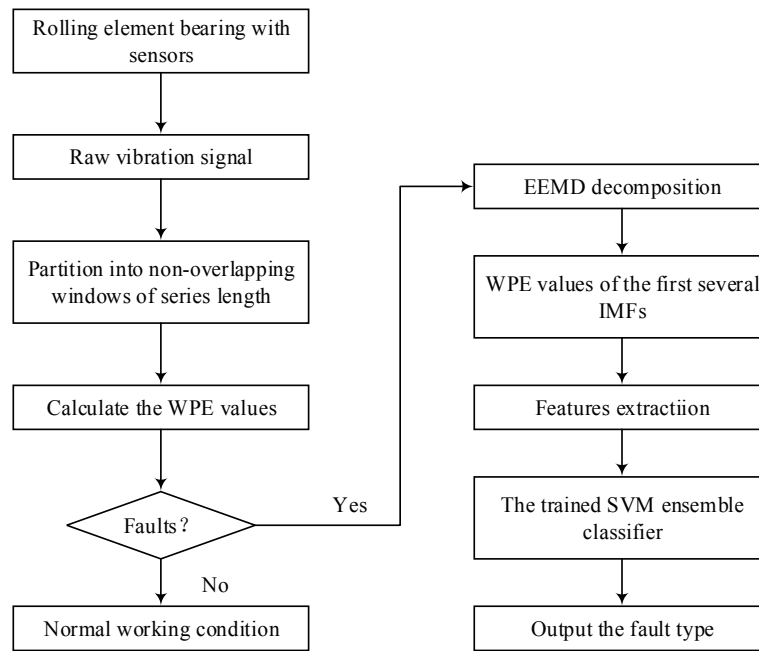 Rolling element bearing with
sensors
Raw vibration signal
Partition into non-overlapping
windows of series length
Calculate the WPE values
Faults?
Yes
No
Normal working condition
EEMD decomposition
WPE values of the first several
IMFs
Features extractiion
The trained SVM ensemble
classifier
Output the fault type